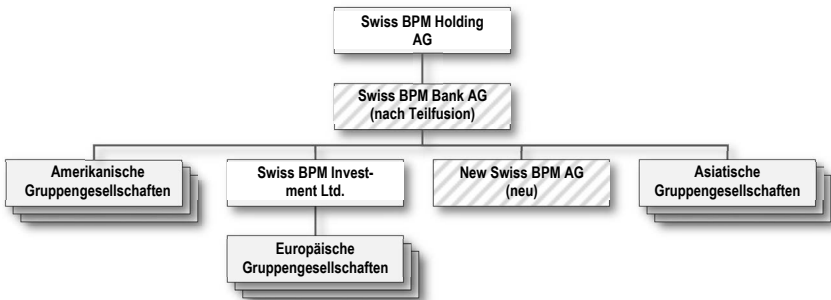 Swiss BPM Holding
AG
Swiss BPM Bank AG
(nach Teilfusion)
Amerikanische
Gruppengesellschaften
Swiss BPM Invest-
ment Ltd.
New Swiss BPM AG
(neu)
Asiatische
Gruppengesellschaften
Europäische
Gruppengesellschaften